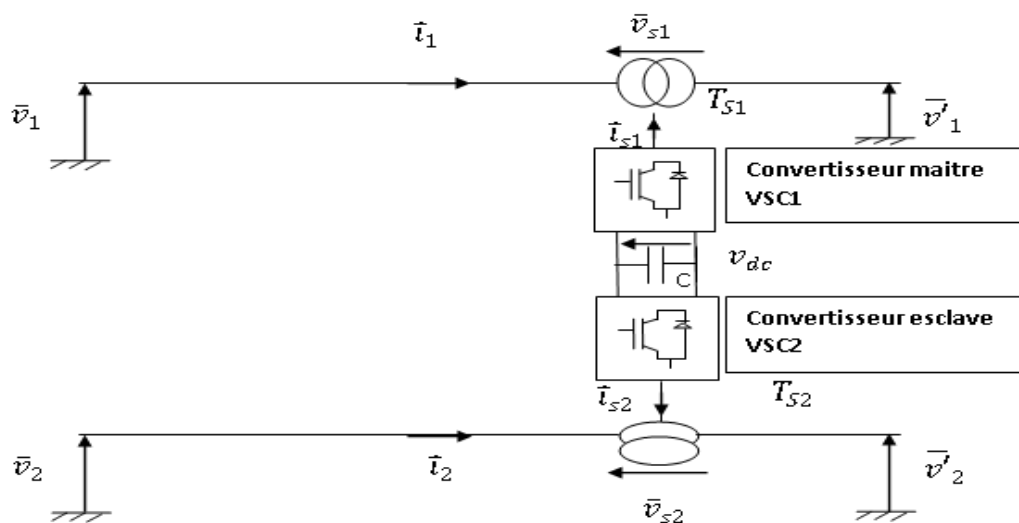 v̄s1
ī1
v̄1
TS1
v̄'1
īs1
Convertisseur maitre
VSC1
vdc
C
Convertisseur esclave
VSC2
īs2
TS2
v̄2
ī2
v̄'2
v̄s2